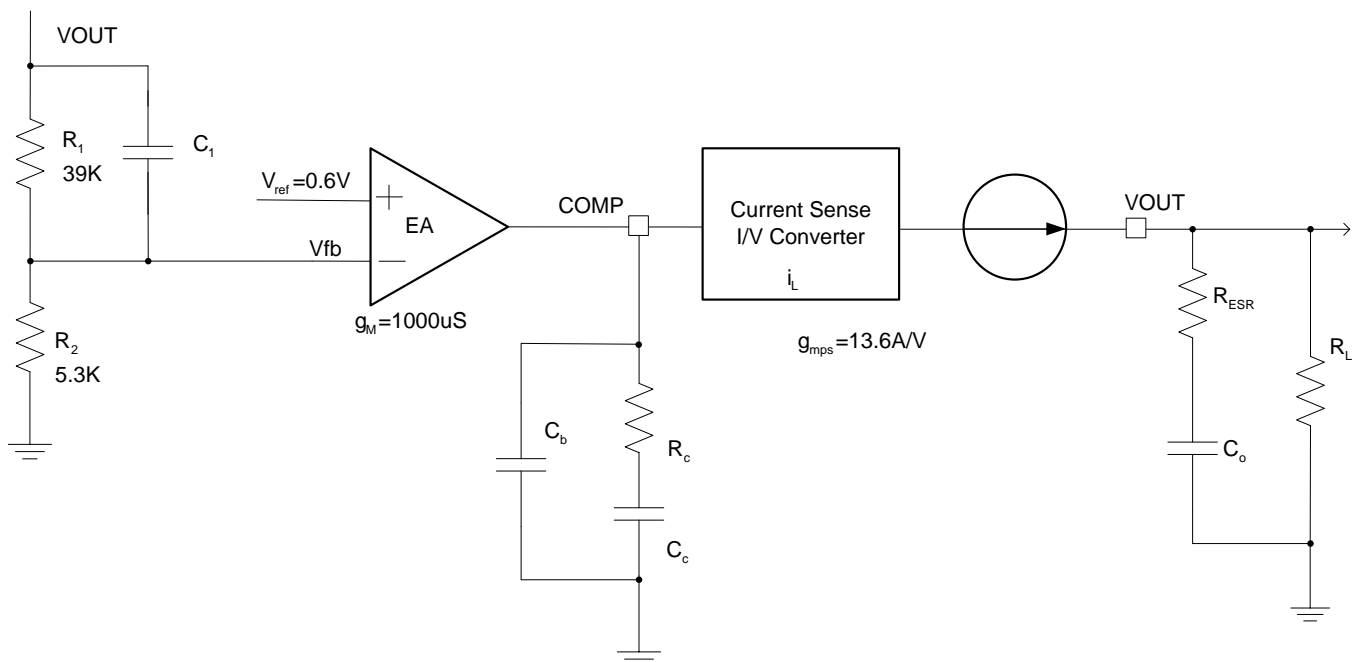 VOUT
R1
39K
C1
Vref=0.6V
EA
Vfb
gM=1000uS
R2
5.3K
COMP
Cb
Rc
Cc
Current Sense
I/V Converter
iL
gmps=13.6A/V
VOUT
RESR
Co
RL